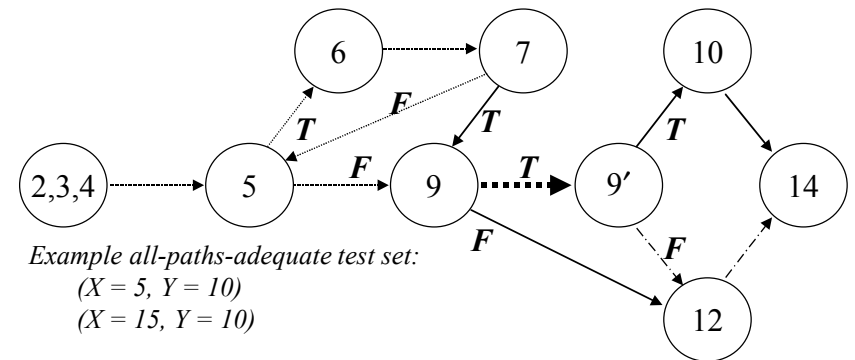 6
7
10
F
T
T
T
2,3,4
5
F
9
T
9′
14
F
F
Example all-paths-adequate test set:
(X = 5, Y = 10)
(X = 15, Y = 10)
12